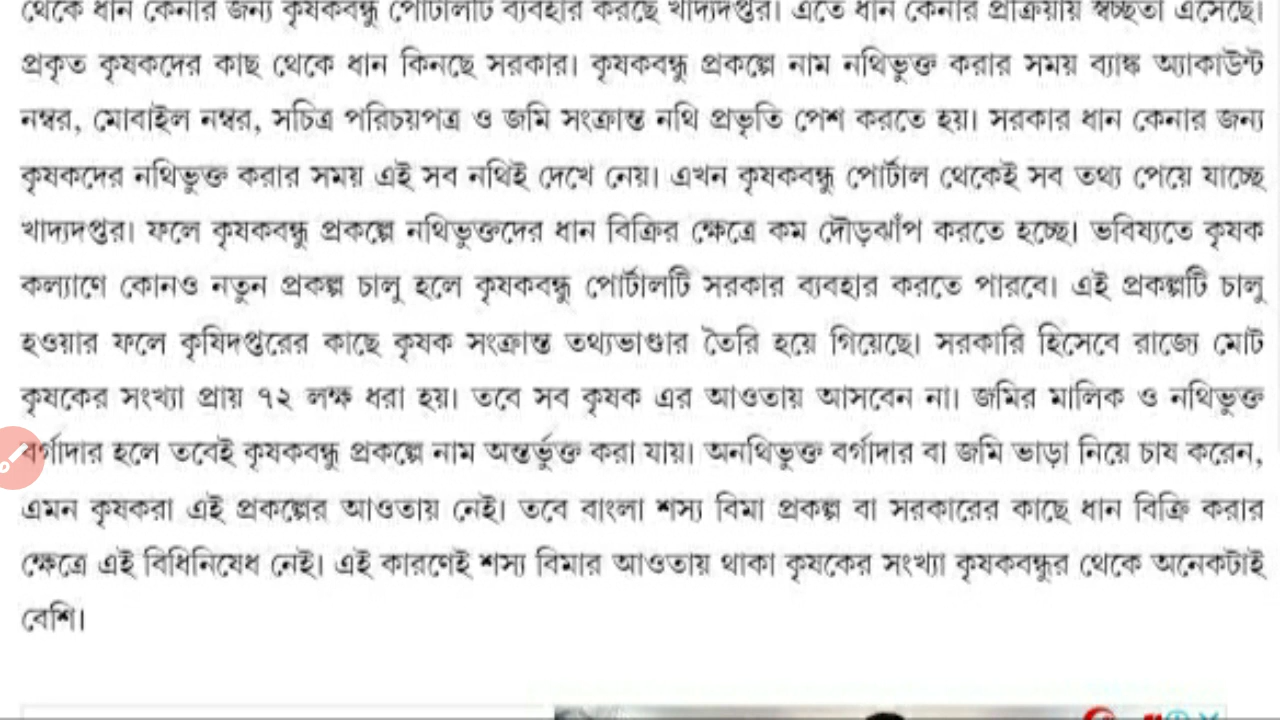 থেকে ধান কেনার জন্য কৃষকবন্ধু পোর্টালটি ব্যবহার করছে খাদ্যদপ্তর। এতে ধান কেনার প্রক্রিয়ায় স্বচ্ছতা এসেছে।
প্রকৃত কৃষকদের কাছ থেকে ধান কিনছে সরকার। কৃষকবন্ধু প্রকল্পে নাম নথিভুক্ত করার সময় ব্যাঙ্ক অ্যাকাউন্ট
নম্বর, মোবাইল নম্বর, সচিত্র পরিচয়পত্র ও জমি সংক্রান্ত নথি প্রভৃতি পেশ করতে হয়। সরকার ধান কেনার জন্য
কৃষকদের নথিভুক্ত করার সময় এই সব নথিই দেখে নেয়। এখন কৃষকবন্ধু পোর্টাল থেকেই সব তথ্য পেয়ে যাচ্ছে
খাদ্যদপ্তর। ফলে কৃষকবন্ধু প্রকল্পে নথিভুক্তদের ধান বিক্রির ক্ষেত্রে কম দৌড়ঝাঁপ করতে হচ্ছে। ভবিষ্যতে কৃষক
কল্যাণে কোনও নতুন প্রকল্প চালু হলে কৃষকবন্ধু পোর্টালটি সরকার ব্যবহার করতে পারবে। এই প্রকল্পটি চালু
হওয়ার ফলে কৃষিদপ্তরের কাছে কৃষক সংক্রান্ত তথ্যভাণ্ডার তৈরি হয়ে গিয়েছে। সরকারি হিসেবে রাজ্যে মোট
কৃষকের সংখ্যা প্রায় ৭২ লক্ষ ধরা হয়। তবে সব কৃষক এর আওতায় আসবেন না। জমির মালিক ও নথিভুক্ত
বর্গাদার হলে তবেই কৃষকবন্ধু প্রকল্পে নাম অন্তর্ভুক্ত করা যায়। অনথিভুক্ত বর্গাদার বা জমি ভাড়া নিয়ে চাষ করেন,
এমন কৃষকরা এই প্রকল্পের আওতায় নেই। তবে বাংলা শস্য বিমা প্রকল্প বা সরকারের কাছে ধান বিক্রি করার
ক্ষেত্রে এই বিধিনিষেধ নেই। এই কারণেই শস্য বিমার আওতায় থাকা কৃষকের সংখ্যা কৃষকবন্ধুর থেকে অনেকটাই
বেশি।